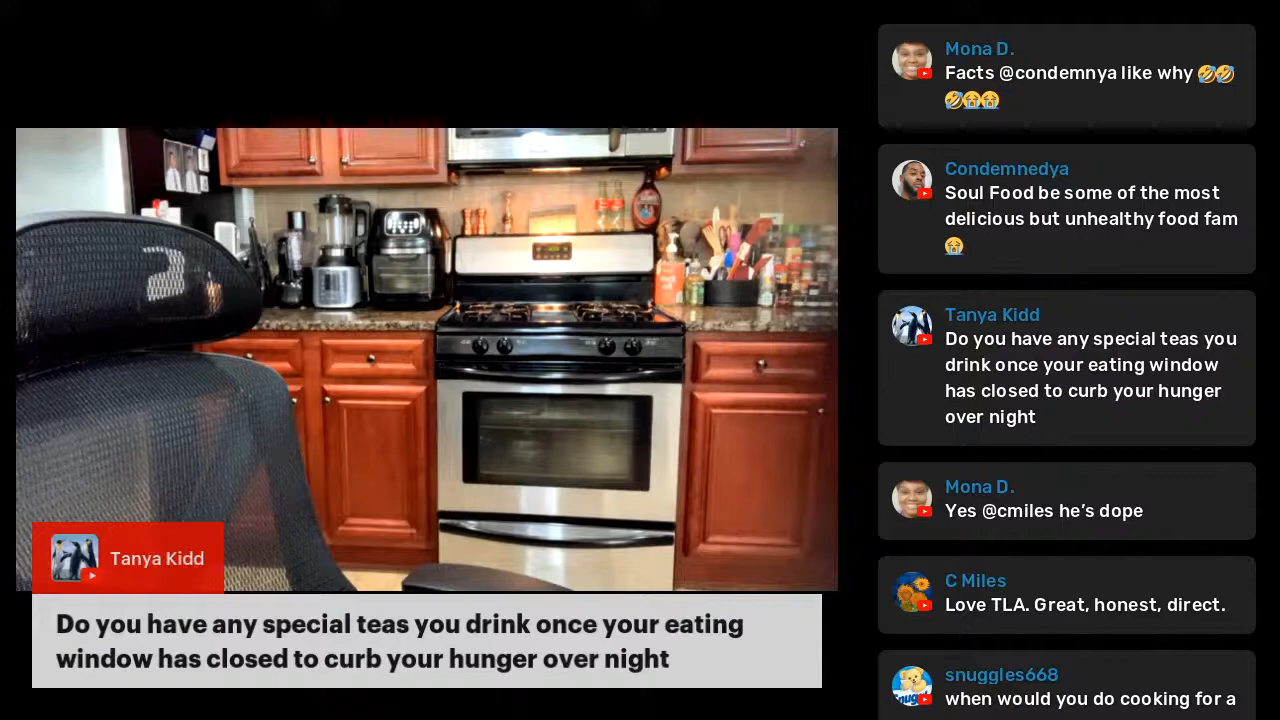 Mona D.
Facts @condemnya like why 🤣🤣
🤣😭😭
Condemnedya
Soul Food be some of the most
delicious but unhealthy food fam
😭
Tanya Kidd
Do you have any special teas you
drink once your eating window
has closed to curb your hunger
over night
Mona D.
Yes @cmiles he’s dope
C Miles
Love TLA. Great, honest, direct.
snuggles668
when would you do cooking for a
Tanya Kidd
Do you have any special teas you drink once your eating
window has closed to curb your hunger over night